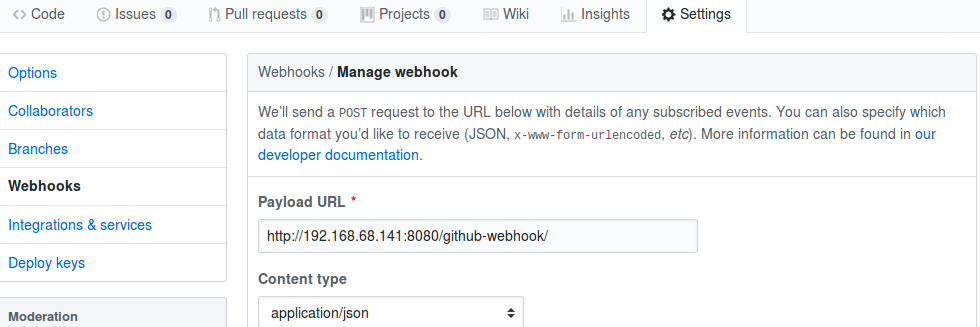 Code Issues 0 Pull requests 0 Projects 0 Wiki Insights Settings
Options
Collaborators
Branches
Webhooks
Integrations & services
Deploy keys
Moderation
Webhooks / Manage webhook
We’ll send a POST request to the URL below with details of any subscribed events. You can also specify which
data format you’d like to receive (JSON, x-www-form-urlencoded, etc). More information can be found in our
developer documentation.
Payload URL *
http://192.168.68.141:8080/github-webhook/
Content type
application/json